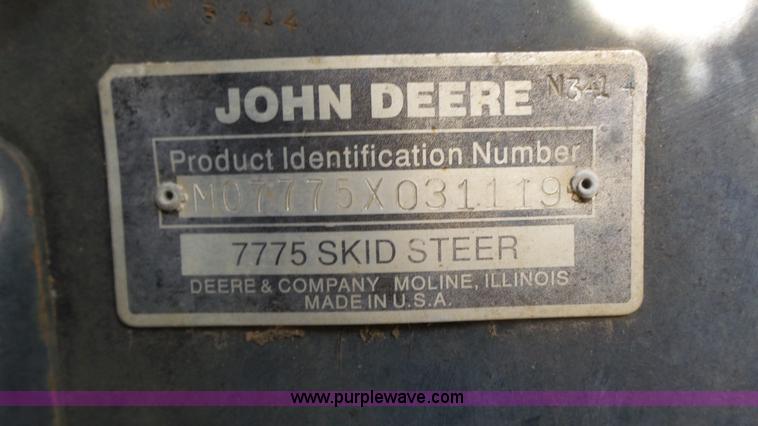 JOHN DEERE
N341
Product Identification Number
M07775X031119
7775 SKID STEER
DEERE & COMPANY MOLINE, ILLINOIS
MADE IN U.S.A.
www.purplewave.com